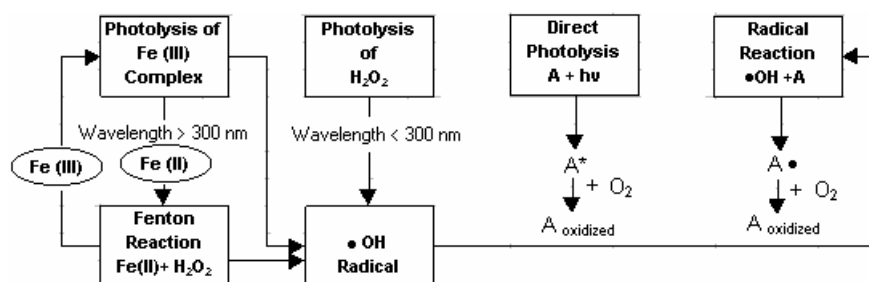 Photolysis of
Fe (III)
Complex
Photolysis
of
H₂O₂
Direct
Photolysis
A + hν
Radical
Reaction
●OH +A
Wavelength > 300 nm
Wavelength < 300 nm
Fe (III)
Fe (II)
A*
+ O₂
A oxidized
A ●
+ O₂
A oxidized
Fenton
Reaction
Fe(II)+ H₂O₂
● OH
Radical